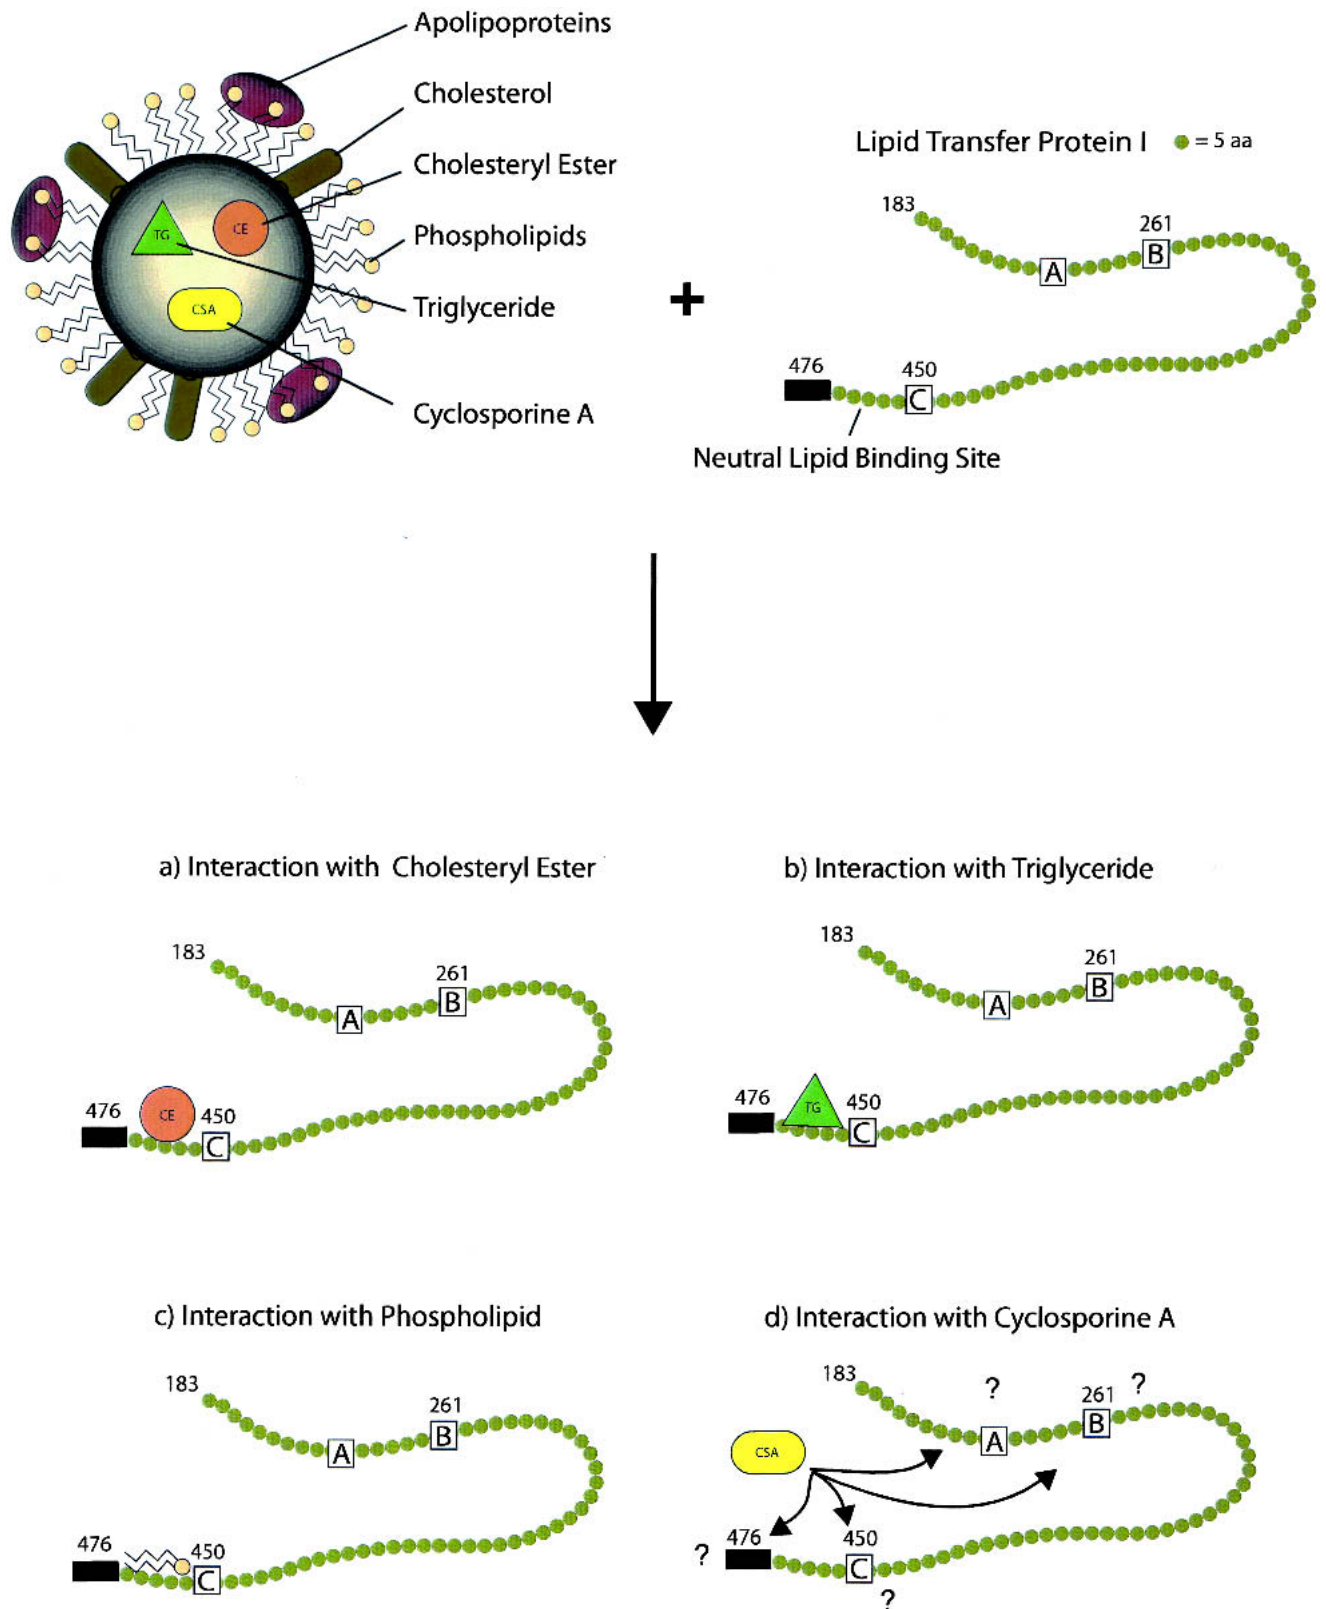 Apolipoproteins
Cholesterol
Cholesteryl Ester
Phospholipids
Triglyceride
Cyclosporine A
TG
CE
CSA
+
Lipid Transfer Protein I = 5 aa
183
261
A
B
476
450
C
Neutral Lipid Binding Site
a) Interaction with Cholesteryl Ester
183
261
A
B
476
CE
450
C
b) Interaction with Triglyceride
183
261
A
B
476
TG
450
C
c) Interaction with Phospholipid
183
261
A
B
476
450
C
d) Interaction with Cyclosporine A
183
?
261
?
A
B
CSA
476
450
?
C
?